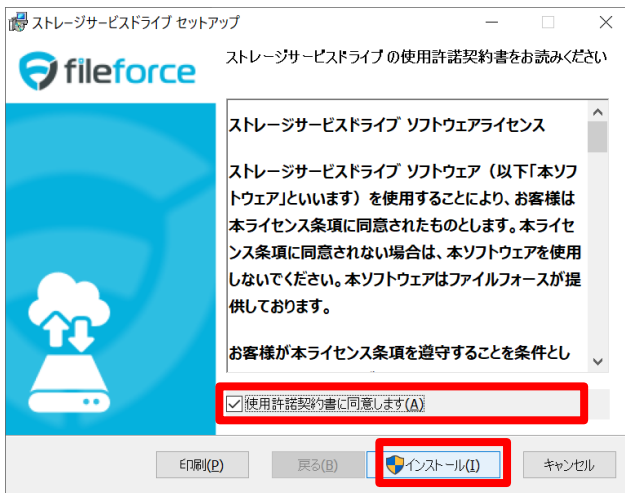 ストレージサービスドライブ セットアップ
fileforce
ストレージサービスドライブ の使用許諾契約書をお読みください
ストレージサービスドライブ ソフトウェアライセンス
ストレージサービスドライブ ソフトウェア（以下「本ソフ
トウェア」といいます）を使用することにより、お客様は
本ライセンス条項に同意されたものとします。本ライセ
ンス条項に同意されない場合は、本ソフトウェアを使用
しないでください。本ソフトウェアはファイルフォースが提
供しております。
お客様が本ライセンス条項を遵守することを条件とし
使用許諾契約書に同意します(A)
印刷(P) 戻る(B) インストール(I) キャンセル